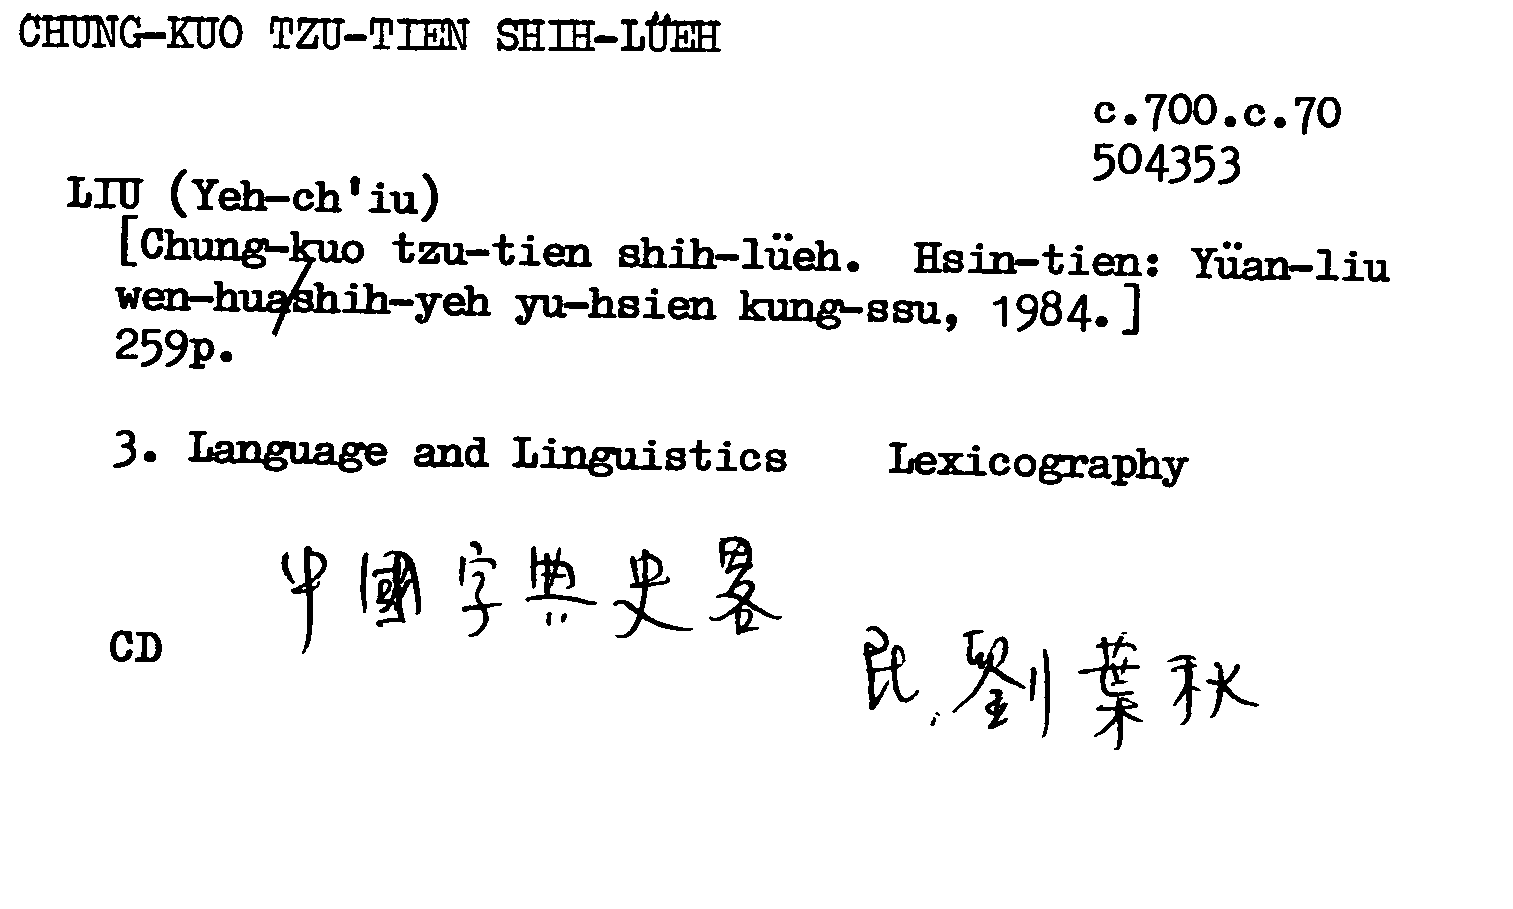 CHUNG-KUO TZU-TIEN SHIH-LÜEH
c.700.c.70
504353
LIU (Yeh-ch'iu)
[Chung-kuo tzu-tien shih-lüeh. Hsin-tien: Yüan-liu
wen-hua/shih-yeh yu-hsien kung-ssu, 1984.]
259p.
3. Language and Linguistics Lexicography
中國字典史畧
CD
民.劉葉秋